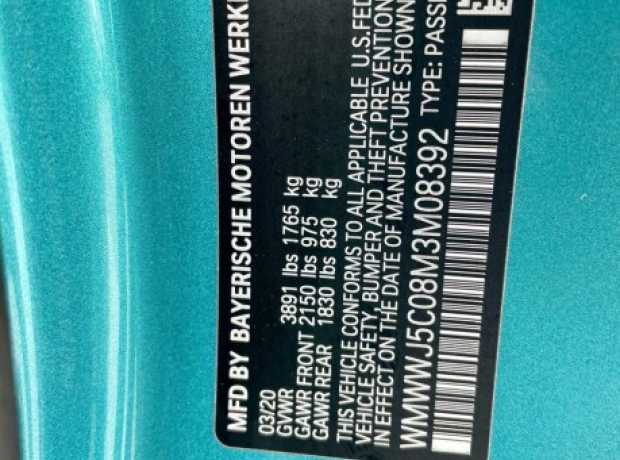 MFD BY BAYERISCHE MOTOREN WERKE
03/20
GVWR 3891 lbs 1765 kg
GAWR FRONT 2150 lbs 975 kg
GAWR REAR 1830 lbs 830 kg
THIS VEHICLE CONFORMS TO ALL APPLICABLE U.S.FED
VEHICLE SAFETY, BUMPER AND THEFT PREVENTION
IN EFFECT ON THE DATE OF MANUFACTURE SHOWN
WMWWJ5C08M3M08392 TYPE: PASS